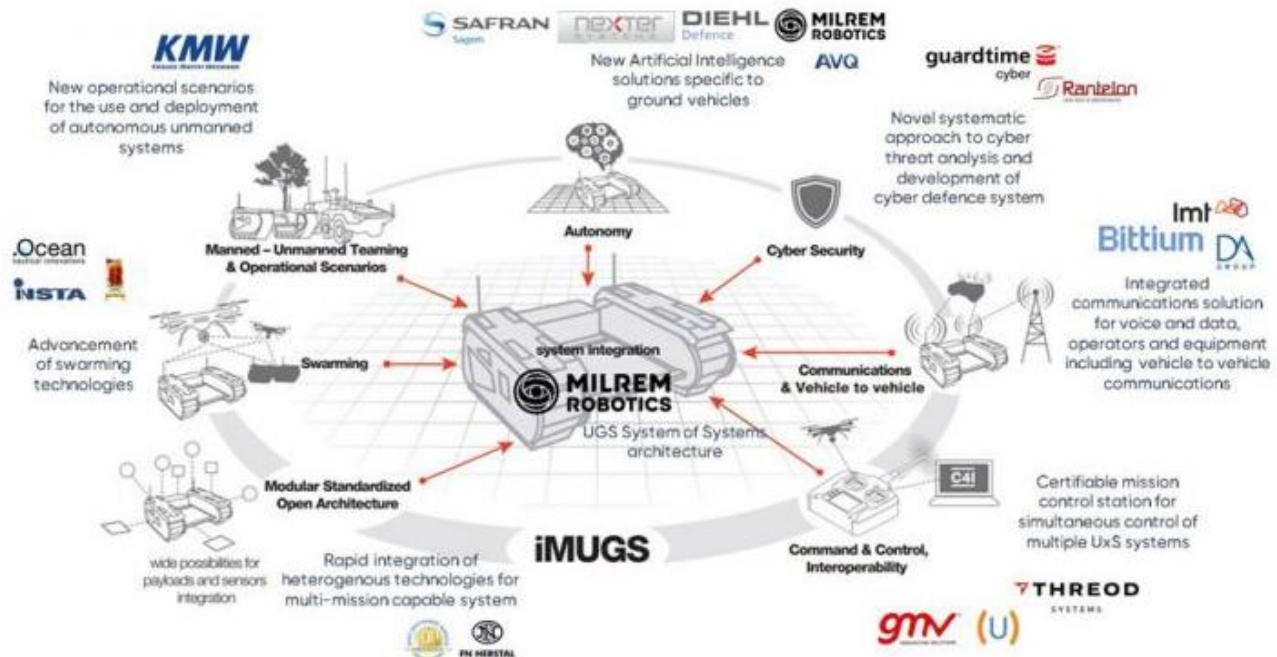 SAFRAN
Sagem
nexter
SYSTEMS
DIEHL
Defence
MILREM
ROBOTICS
AVQ
New Artificial Intelligence
solutions specific to
ground vehicles
KMW
New operational scenarios
for the use and deployment
of autonomous unmanned
systems
guardtime
cyber
Rantelon
Novel systematic
approach to cyber
threat analysis and
development of
cyber defence system
Autonomy
Cyber Security
Manned – Unmanned Teaming
& Operational Scenarios
lmt
Bittium
DA
GROUP
Integrated
communications solution
for voice and data,
operators and equipment
including vehicle to vehicle
communications
.Ocean
nautical innovations
INSTA
Advancement
of swarming
technologies
Swarming
system integration
MILREM
ROBOTICS
UGS System of Systems
architecture
Communications
& Vehicle to vehicle
Modular Standardized
Open Architecture
wide possibilities for
payloads and sensors
integration
Rapid integration of
heterogenous technologies for
multi-mission capable system
FN
FN HERSTAL
iMUGS
C4I
Command & Control,
Interoperability
Certifiable mission
control station for
simultaneous control of
multiple UxS systems
THREOD
SYSTEMS
gmv
(U)